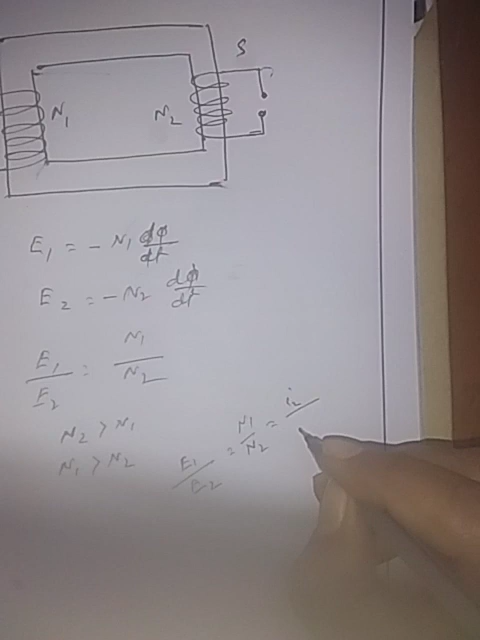 S
N1 N2
E1 = - N1 dφ/dt
E2 = - N2 dφ/dt
E1/E2 = N1/N2
N2 > N1
N1 > N2
E1/E2 = N1/N2 = i2/